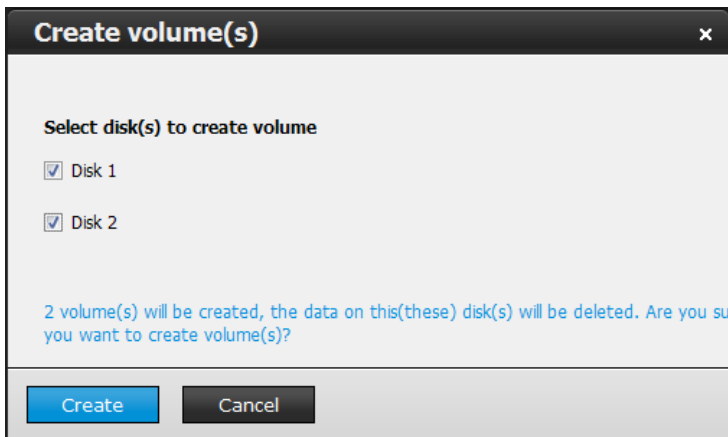 Create volume(s)
Select disk(s) to create volume
Disk 1
Disk 2
2 volume(s) will be created, the data on this(these) disk(s) will be deleted. Are you su
you want to create volume(s)?
Create
Cancel